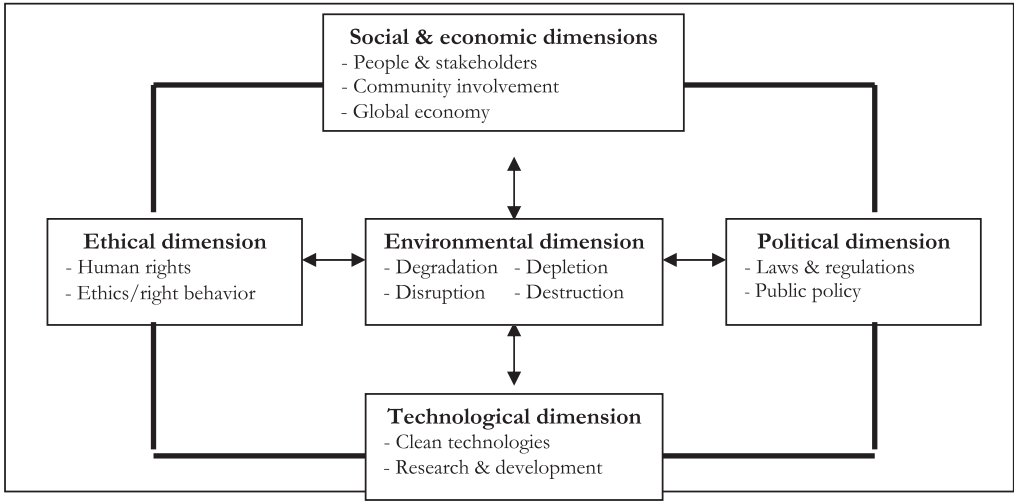 Social & economic dimensions
- People & stakeholders
- Community involvement
- Global economy
Ethical dimension
- Human rights
- Ethics/right behavior
Environmental dimension
- Degradation - Depletion
- Disruption - Destruction
Political dimension
- Laws & regulations
- Public policy
Technological dimension
- Clean technologies
- Research & development